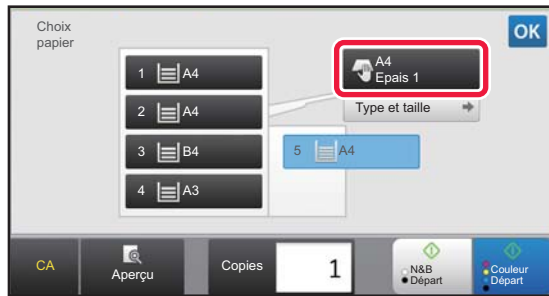 Choix
papier
OK
1 A4
2 A4
3 B4
4 A3
A4
Epais 1
Type et taille
5 A4
CA
Aperçu
Copies
1
N&B
Départ
Couleur
Départ